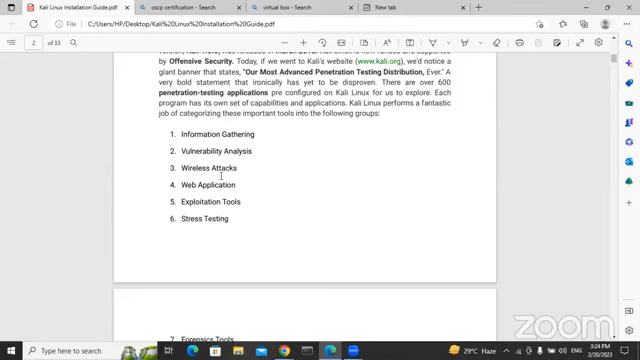 Kali Linux Installation Guide.pdf
oscp certification - Search
virtual box - Search
New tab
File
C:/Users/HP/Desktop/Kali%20Linux%20Installation%20Guide.pdf
2 of 33
by Offensive Security. Today, if we went to Kali's website (www.kali.org), we'd notice a
giant banner that states, "Our Most Advanced Penetration Testing Distribution, Ever." A
very bold statement that ironically has yet to be disproven. There are over 600
penetration-testing applications pre configured on Kali Linux for us to explore. Each
program has its own set of capabilities and applications. Kali Linux performs a fantastic
job of categorizing these important tools into the following groups:
1. Information Gathering
2. Vulnerability Analysis
3. Wireless Attacks
4. Web Application
5. Exploitation Tools
6. Stress Testing
7. Forensics Tools
zoom
Type here to search
29°C Haze
ENG
3:24 PM
2/20/2023